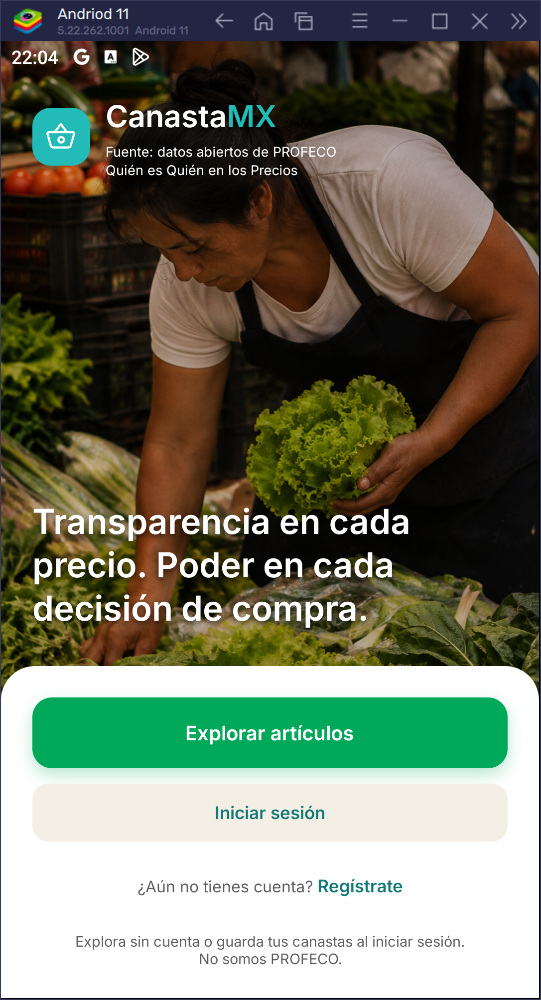 Andriod 11
5.22.262.1001 Android 11
22:04
CanastaMX
Fuente: datos abiertos de PROFECO
Quién es Quién en los Precios
Transparencia en cada
precio. Poder en cada
decisión de compra.
Explorar artículos
Iniciar sesión
¿Aún no tienes cuenta? Regístrate
Explora sin cuenta o guarda tus canastas al iniciar sesión.
No somos PROFECO.